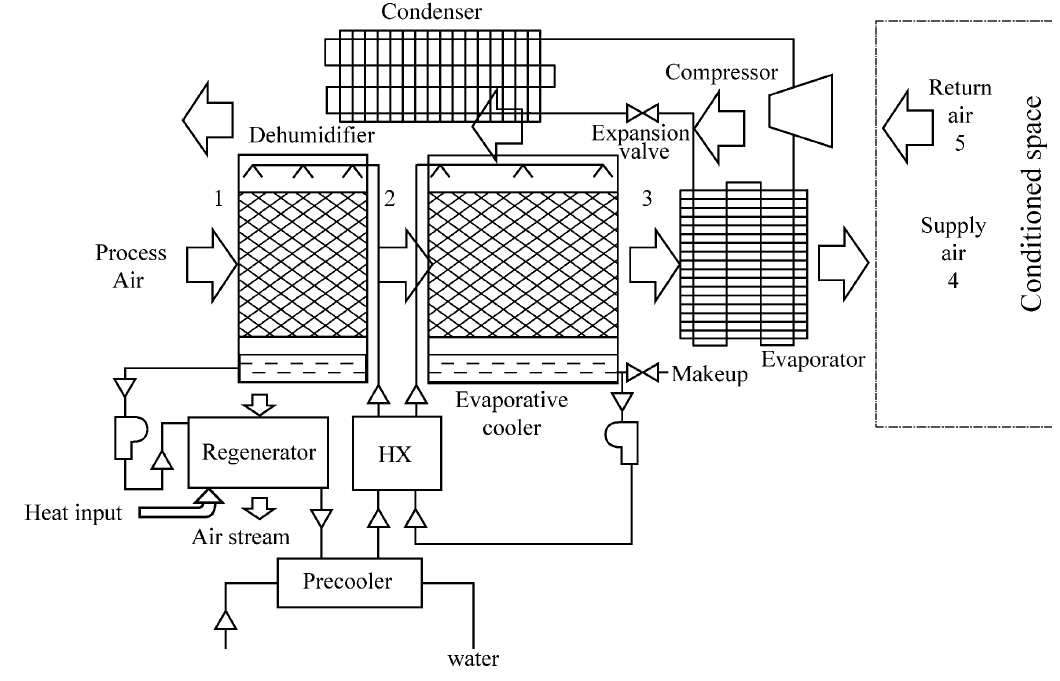 Condenser
Compressor
Return
air
5
Dehumidifier
Expansion
valve
Conditioned space
1
2
3
Process
Air
Supply
air
4
Evaporator
Makeup
Evaporative
cooler
Regenerator
HX
Heat input
Air stream
Precooler
water